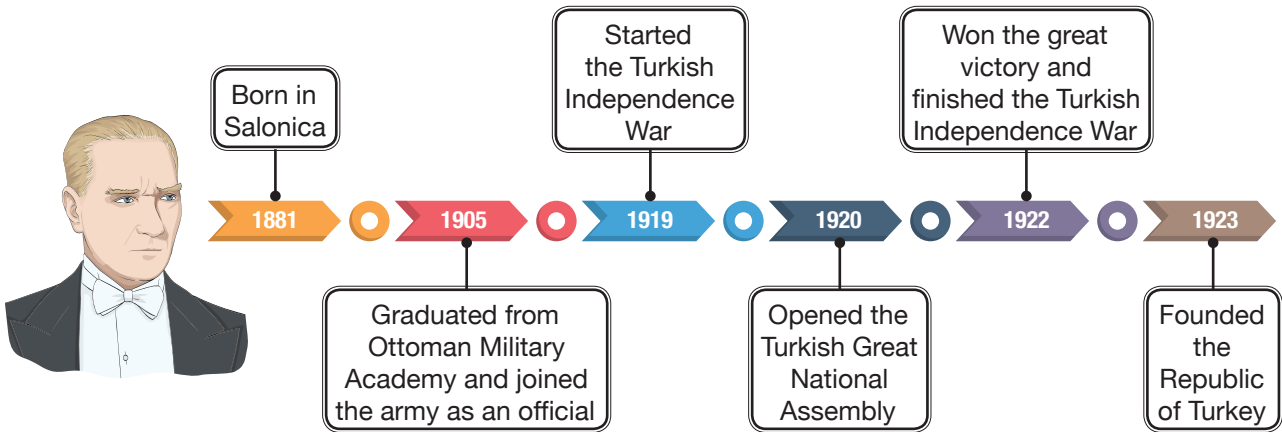 Born in
Salonica
1881
Graduated from
Ottoman Military
Academy and joined
the army as an official
1905
Started
the Turkish
Independence
War
1919
Opened the
Turkish Great
National
Assembly
1920
Won the great
victory and
finished the Turkish
Independence War
1922
Founded
the
Republic
of Turkey
1923